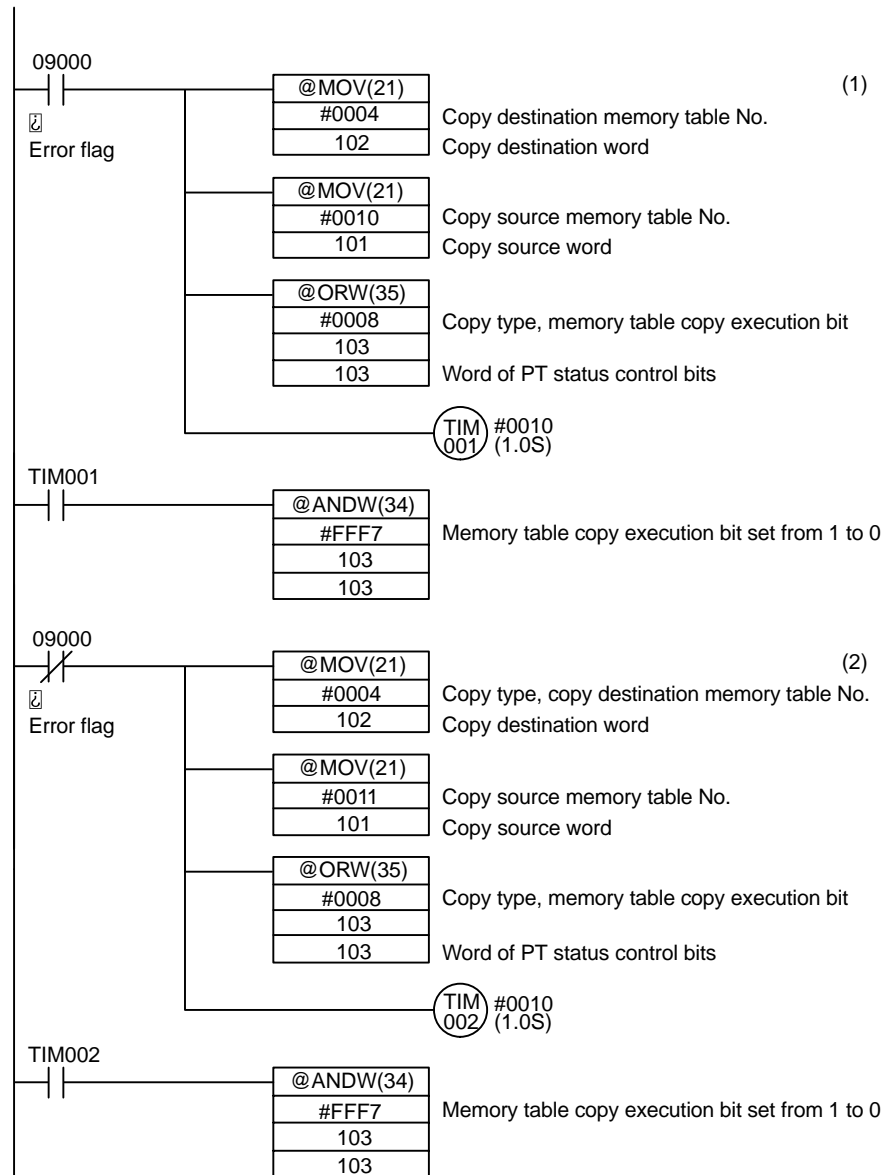 09000
@MOV(21) (1)
#0004 Copy destination memory table No.
¿
102 Copy destination word
Error flag
@MOV(21)
#0010 Copy source memory table No.
101 Copy source word
@ORW(35)
#0008 Copy type, memory table copy execution bit
103
103 Word of PT status control bits
TIM #0010
001 (1.0S)
TIM001
@ANDW(34)
#FFF7 Memory table copy execution bit set from 1 to 0
103
103
09000
@MOV(21) (2)
#0004 Copy type, copy destination memory table No.
¿
102 Copy destination word
Error flag
@MOV(21)
#0011 Copy source memory table No.
101 Copy source word
@ORW(35)
#0008 Copy type, memory table copy execution bit
103
103 Word of PT status control bits
TIM #0010
002 (1.0S)
TIM002
@ANDW(34)
#FFF7 Memory table copy execution bit set from 1 to 0
103
103